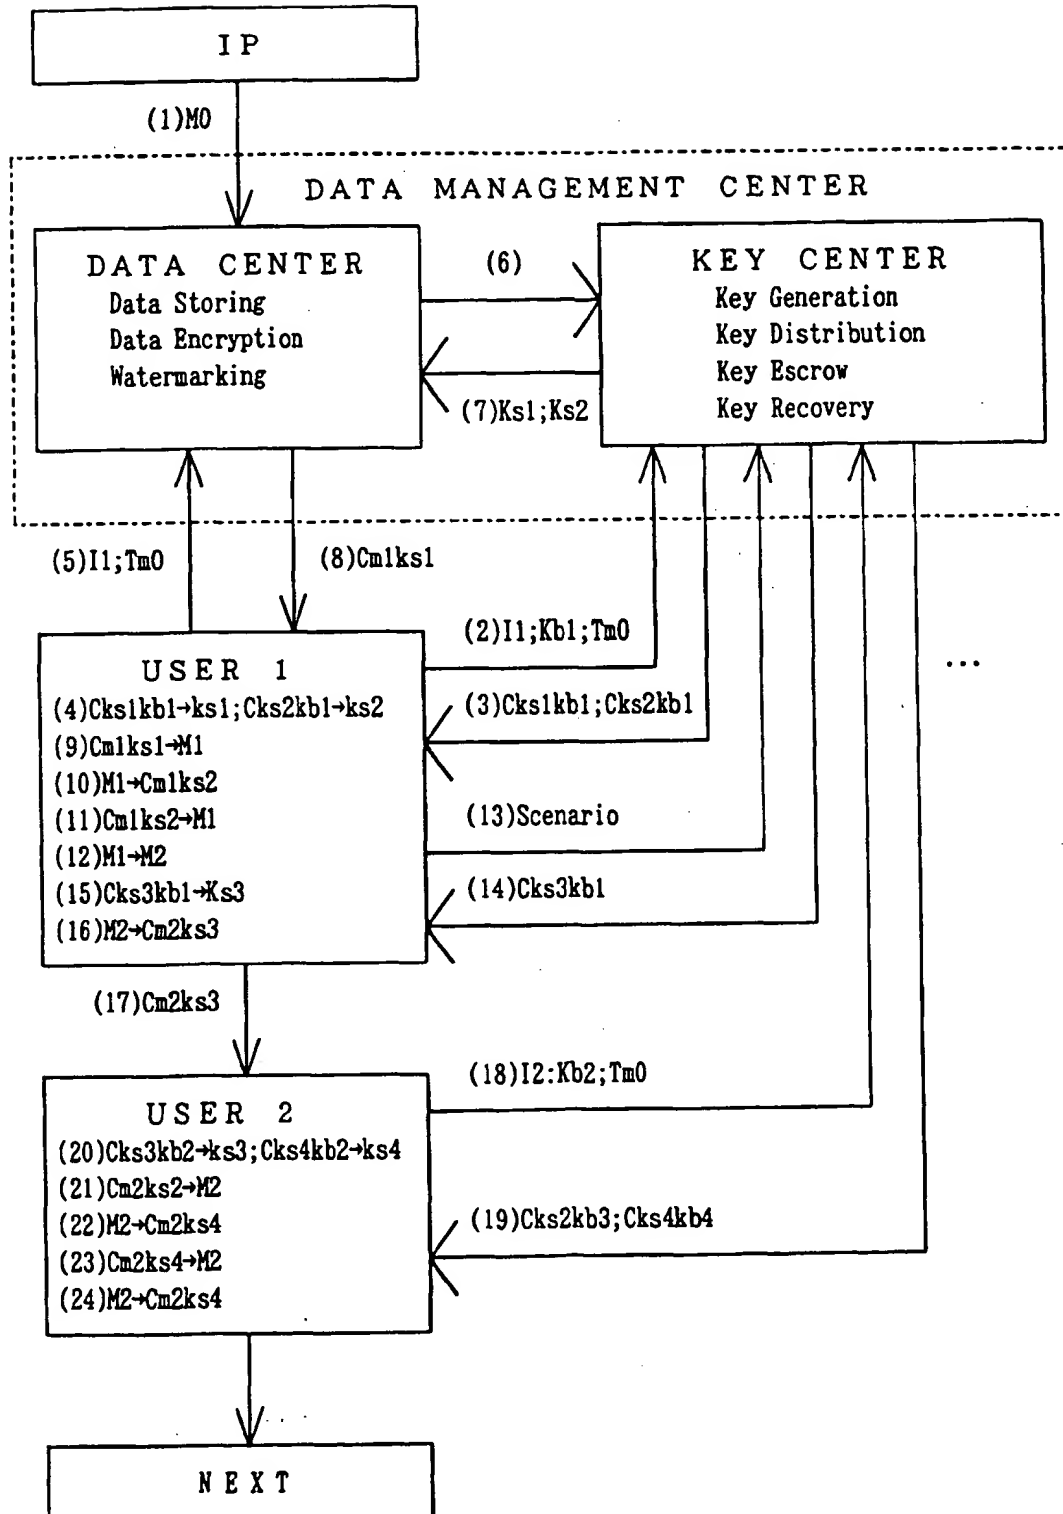 IP
(1)M0
DATA MANAGEMENT CENTER
DATA CENTER
Data Storing
Data Encryption
Watermarking
(6)
(7)Ks1;Ks2
KEY CENTER
Key Generation
Key Distribution
Key Escrow
Key Recovery
(5)I1;Tm0
(8)Cm1ks1
(2)I1;Kb1;Tm0
(3)Cks1kb1;Cks2kb1
(13)Scenario
(14)Cks3kb1
...
USER 1
(4)Cks1kb1→ks1;Cks2kb1→ks2
(9)Cm1ks1→M1
(10)M1→Cm1ks2
(11)Cm1ks2→M1
(12)M1→M2
(15)Cks3kb1→Ks3
(16)M2→Cm2ks3
(17)Cm2ks3
(18)I2:Kb2;Tm0
(19)Cks2kb3;Cks4kb4
USER 2
(20)Cks3kb2→ks3;Cks4kb2→ks4
(21)Cm2ks2→M2
(22)M2→Cm2ks4
(23)Cm2ks4→M2
(24)M2→Cm2ks4
NEXT